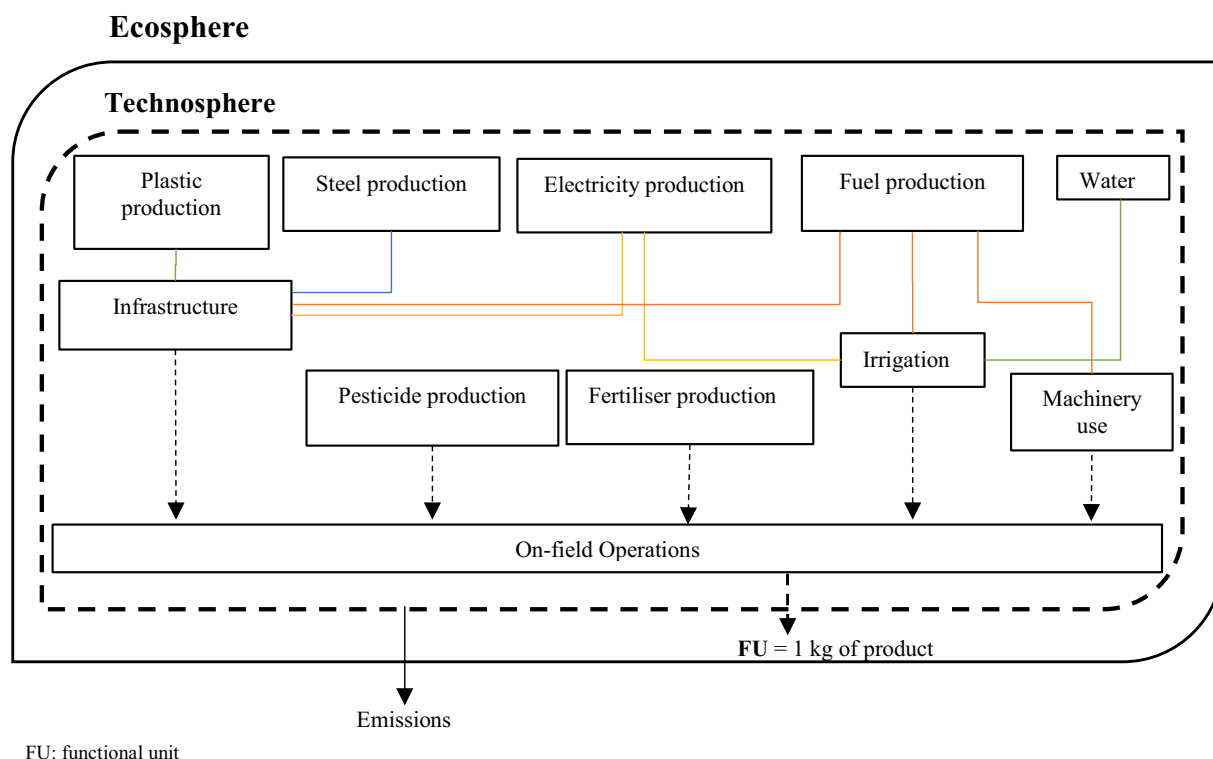 Ecosphere
Technosphere
Plastic
production
Steel production
Electricity production
Fuel production
Water
Infrastructure
Irrigation
Pesticide production
Fertiliser production
Machinery
use
On-field Operations
FU = 1 kg of product
Emissions
FU: functional unit